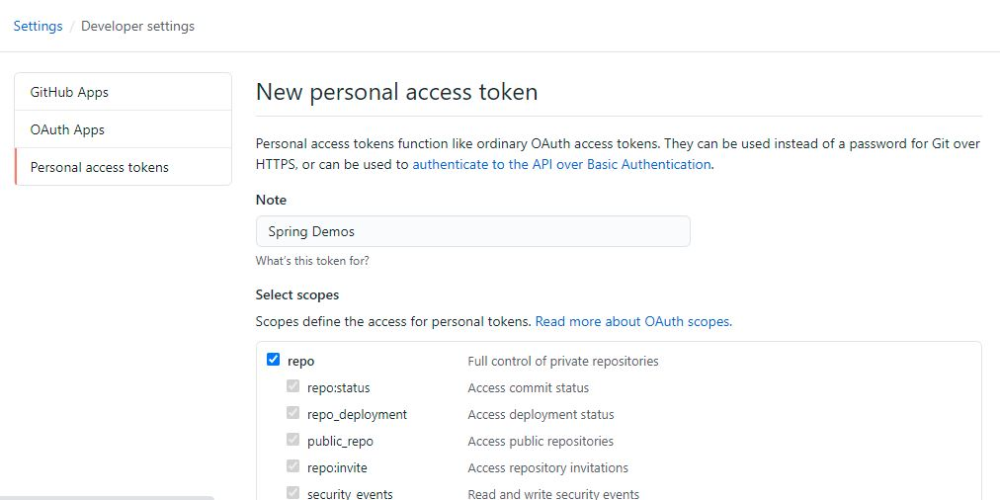 Settings / Developer settings
GitHub Apps
OAuth Apps
Personal access tokens
New personal access token
Personal access tokens function like ordinary OAuth access tokens. They can be used instead of a password for Git over
HTTPS, or can be used to authenticate to the API over Basic Authentication.
Note
Spring Demos
What's this token for?
Select scopes
Scopes define the access for personal tokens. Read more about OAuth scopes.
repo Full control of private repositories
repo:status Access commit status
repo_deployment Access deployment status
public_repo Access public repositories
repo:invite Access repository invitations
security_events Read and write security events